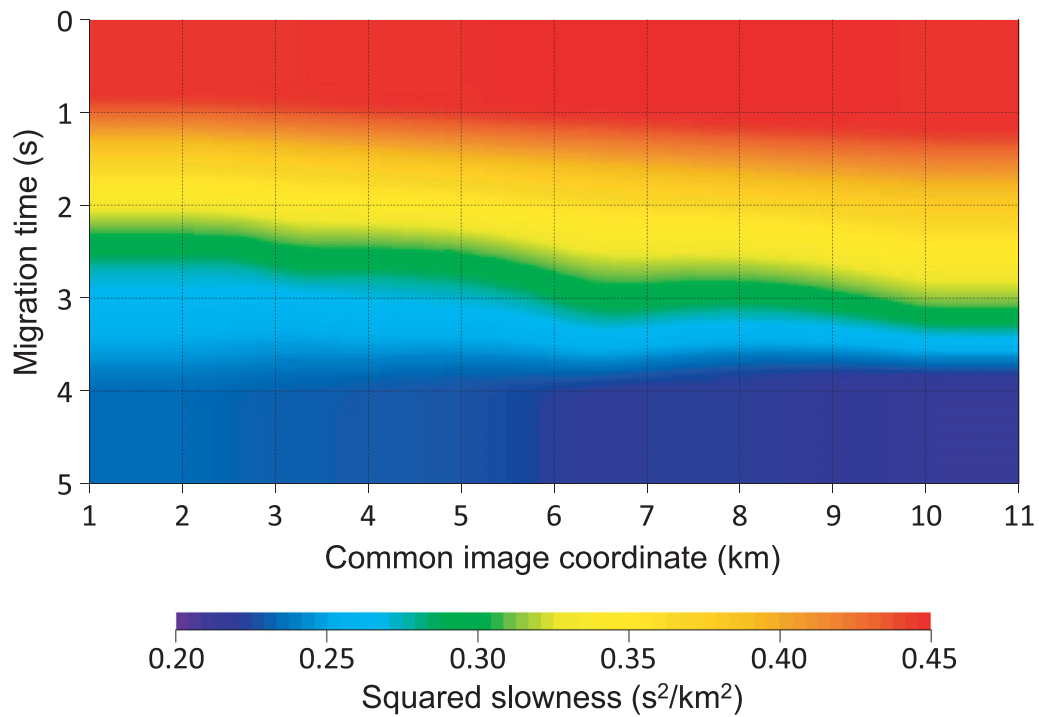 0
1
2
3
4
5
Migration time (s)
1 2 3 4 5 6 7 8 9 10 11
Common image coordinate (km)
0.20 0.25 0.30 0.35 0.40 0.45
Squared slowness (s²/km²)